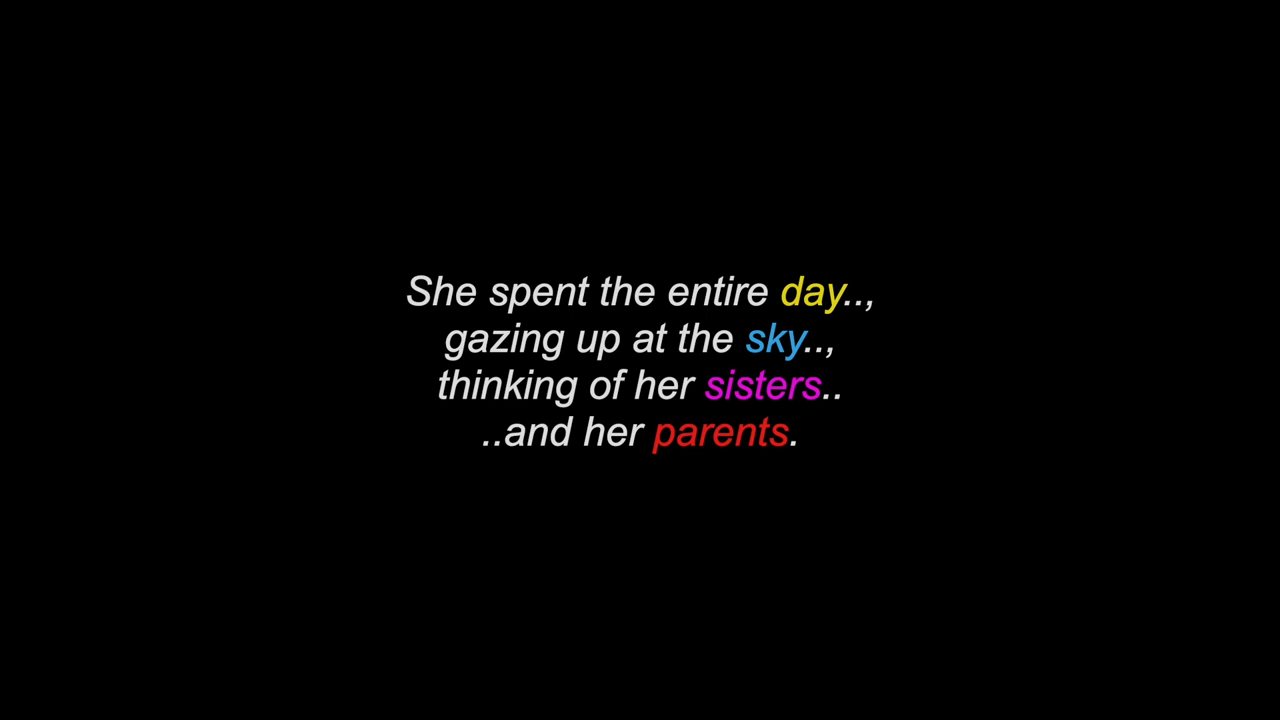 She spent the entire day..,
gazing up at the sky..,
thinking of her sisters..
..and her parents.